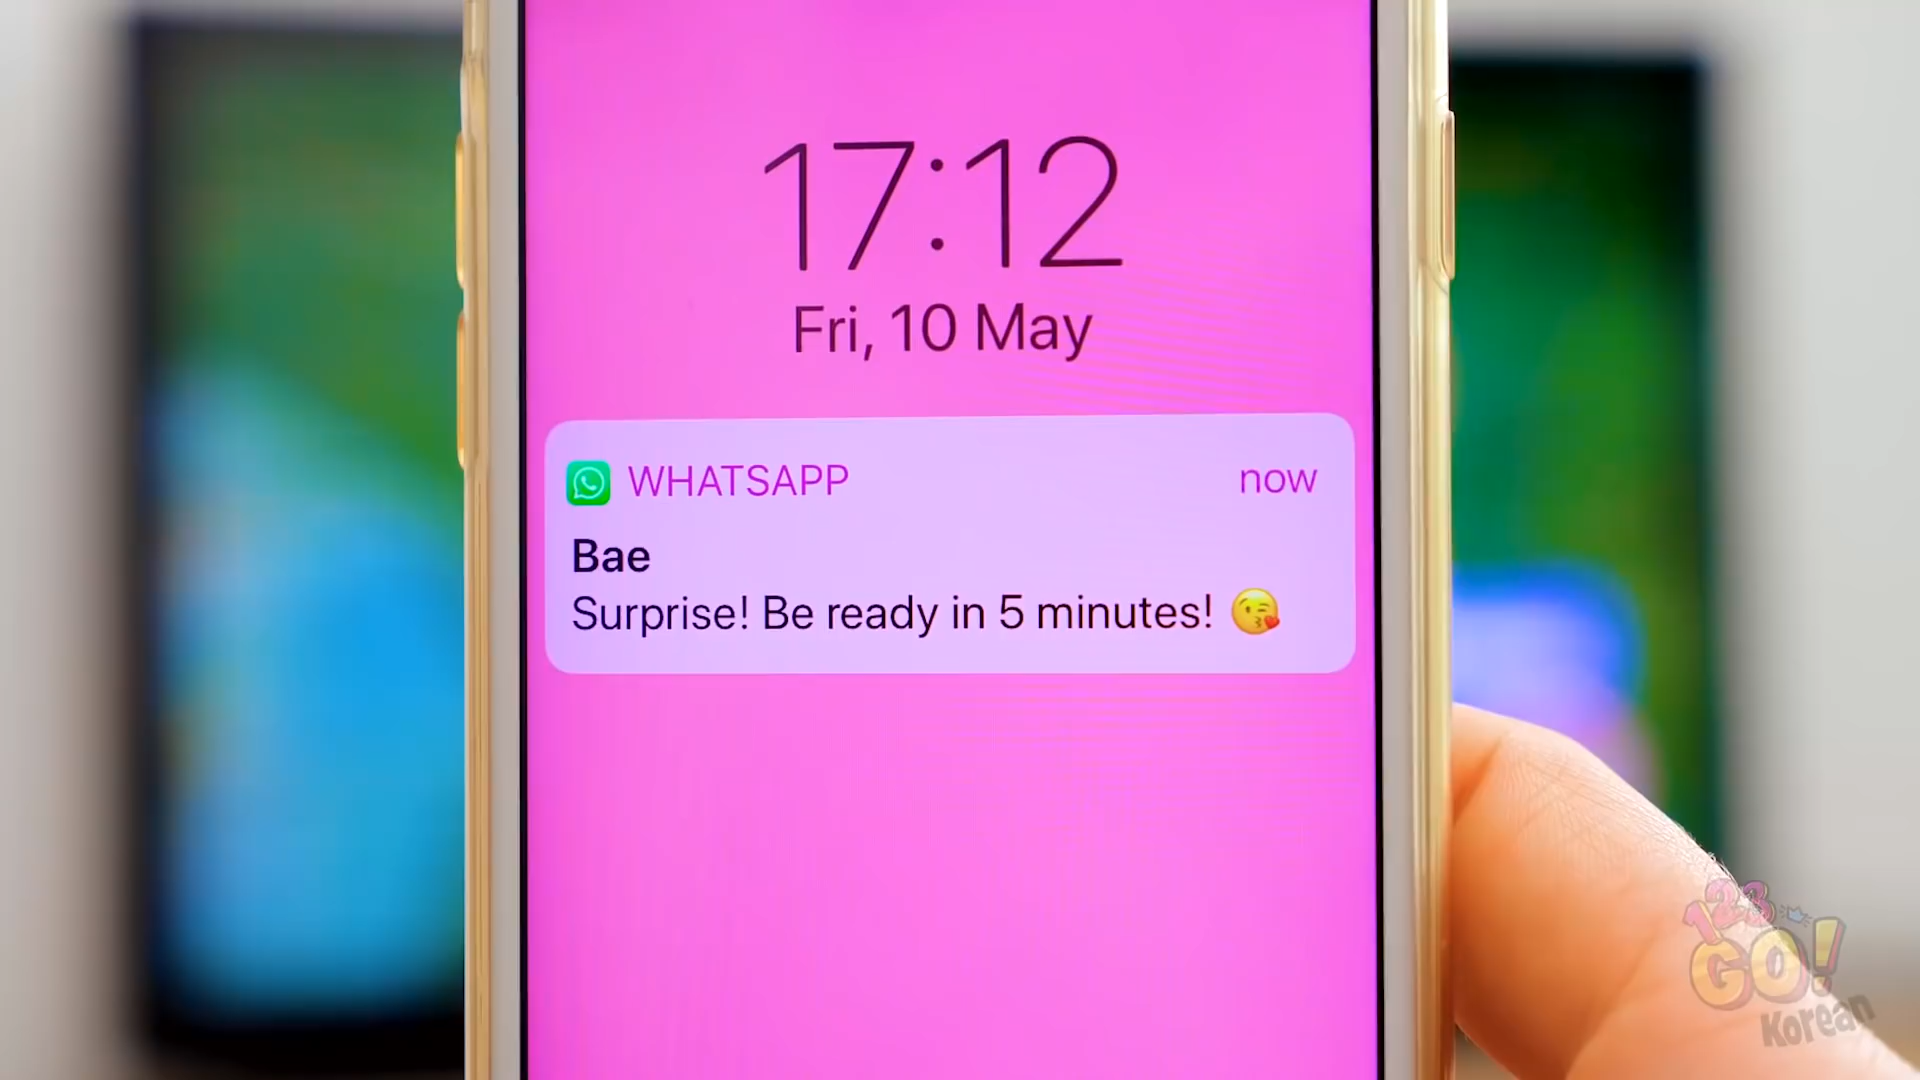 17:12
Fri, 10 May
WHATSAPP now
Bae
Surprise! Be ready in 5 minutes! 😘
123
GO!
Korean